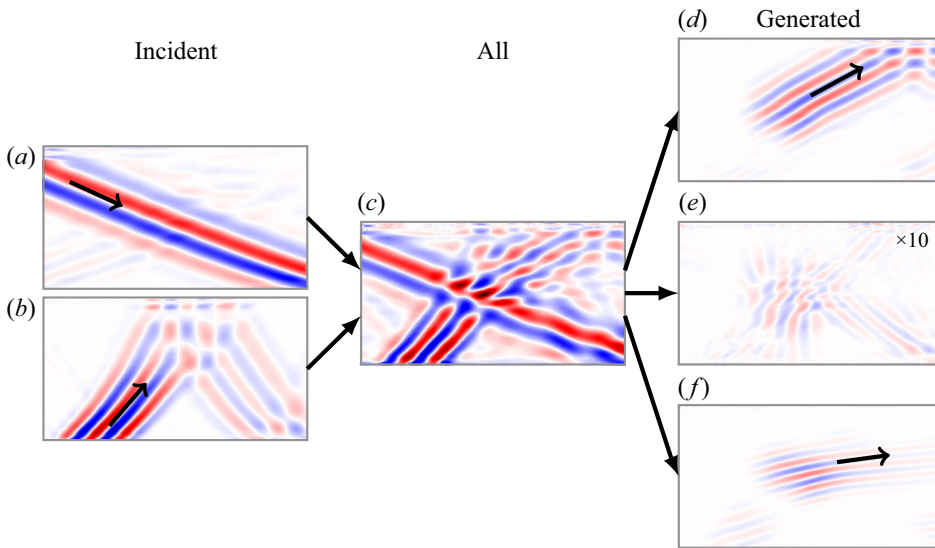 Incident
All
Generated
(a)
(b)
(c)
(d)
(e)
×10
(f)